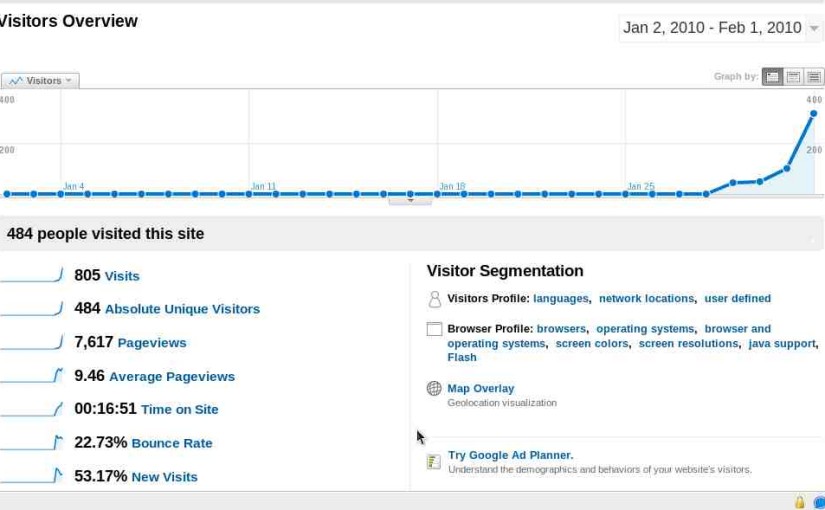 Visitors Overview
Jan 2, 2010 - Feb 1, 2010
Visitors
Graph by:
400 400
200 200
Jan 4 Jan 11 Jan 18 Jan 25
484 people visited this site
805 Visits
484 Absolute Unique Visitors
7,617 Pageviews
9.46 Average Pageviews
00:16:51 Time on Site
22.73% Bounce Rate
53.17% New Visits
Visitor Segmentation
Visitors Profile: languages, network locations, user defined
Browser Profile: browsers, operating systems, browser and
operating systems, screen colors, screen resolutions, java support,
Flash
Map Overlay
Geolocation visualization
Try Google Ad Planner.
Understand the demographics and behaviors of your website's visitors.